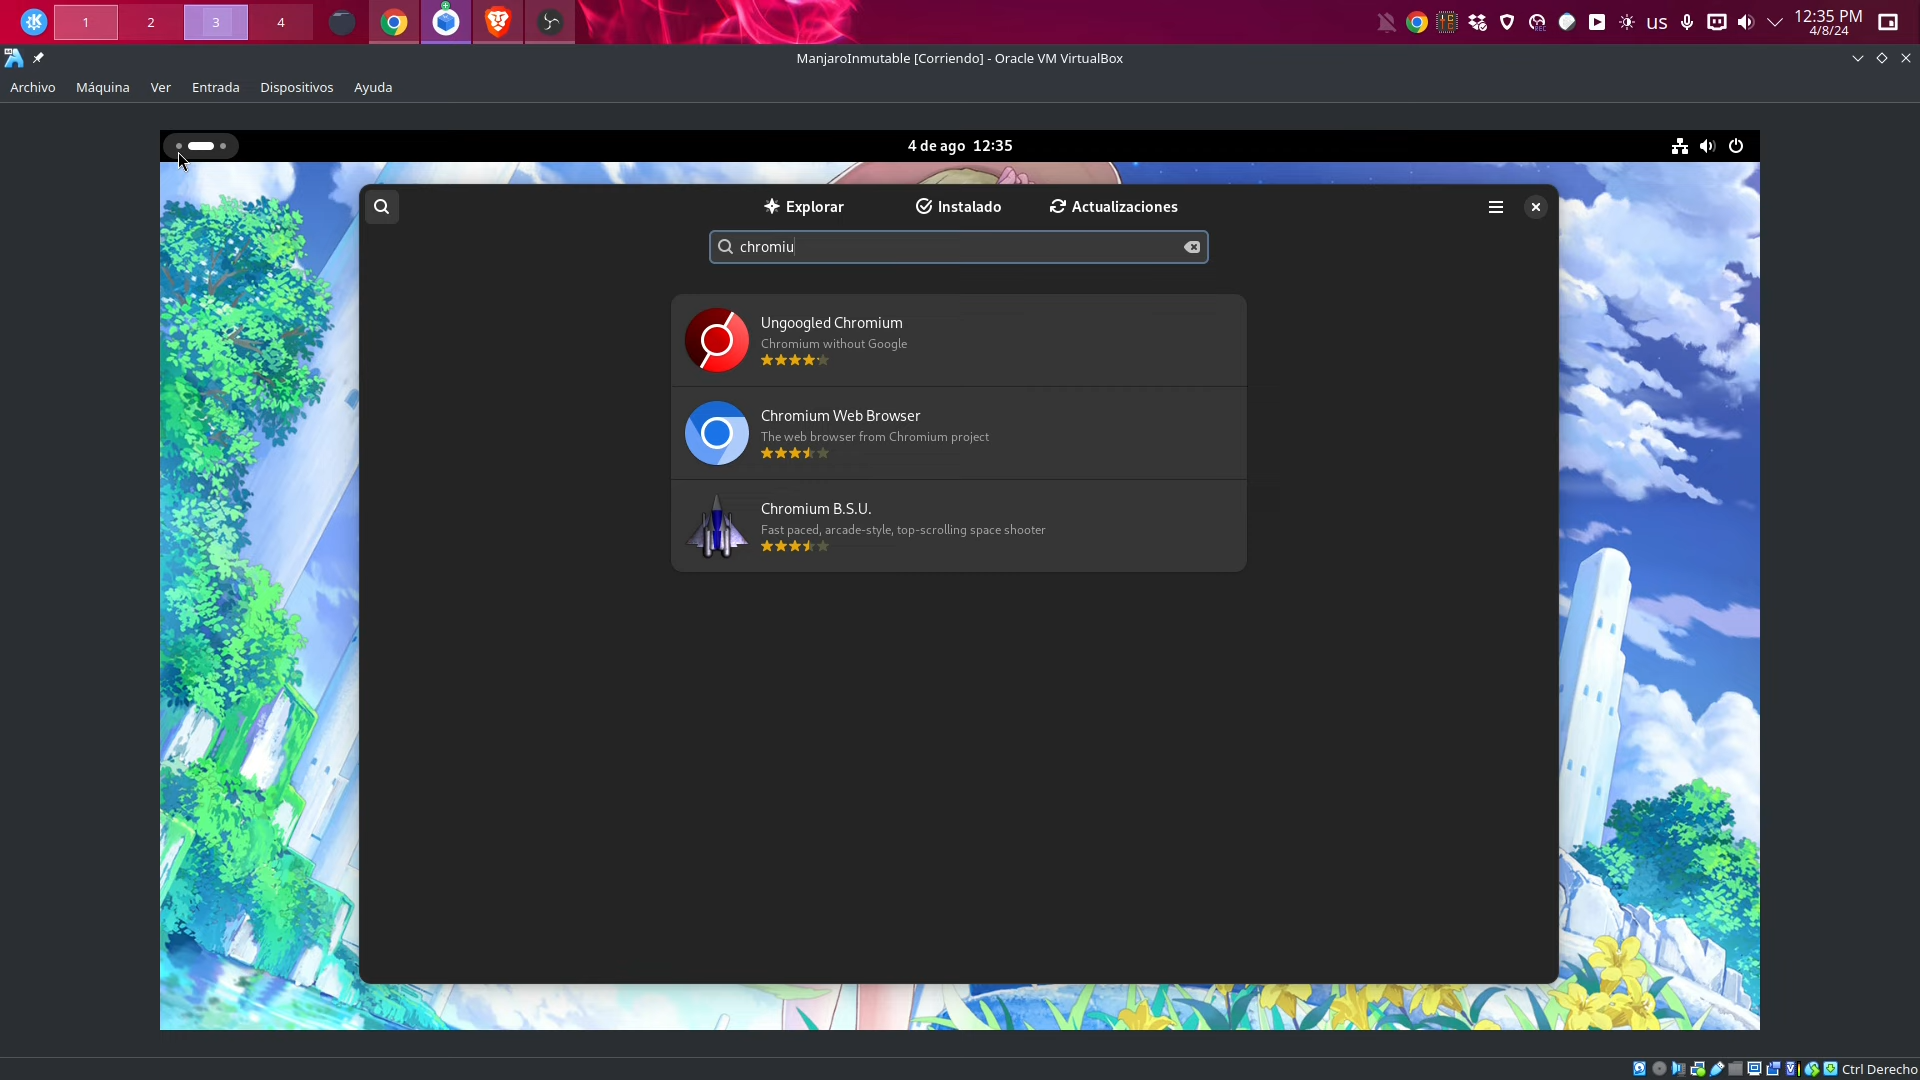 1 2 3 4 us 12:35 PM
4/8/24
ManjaroInmutable [Corriendo] - Oracle VM VirtualBox
Archivo Máquina Ver Entrada Dispositivos Ayuda
4 de ago 12:35
Explorar Instalado Actualizaciones
chromiu
Ungoogled Chromium
Chromium without Google
Chromium Web Browser
The web browser from Chromium project
Chromium B.S.U.
Fast paced, arcade-style, top-scrolling space shooter
Ctrl Derecho